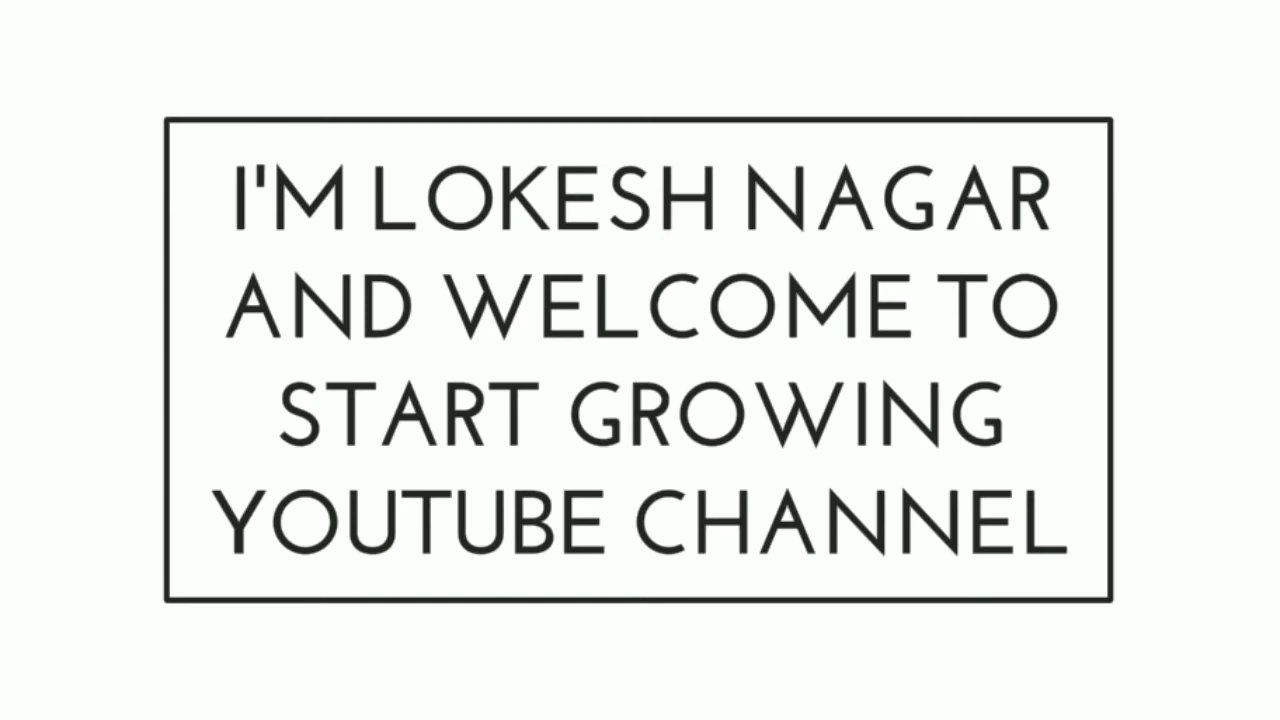 I'M LOKESH NAGAR
AND WELCOME TO
START GROWING
YOUTUBE CHANNEL